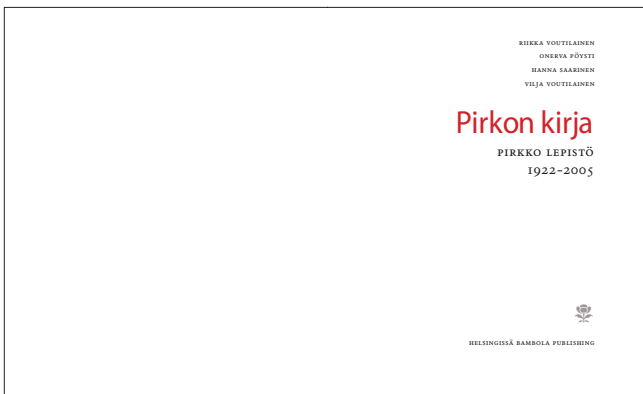 RIIKKA VOUTILAINEN
ONERVA PÖYSTI
HANNA SAARINEN
VILJA VOUTILAINEN
Pirkon kirja
PIRKKO LEPISTÖ
1922–2005
HELSINGISSÄ BAMBOLA PUBLISHING